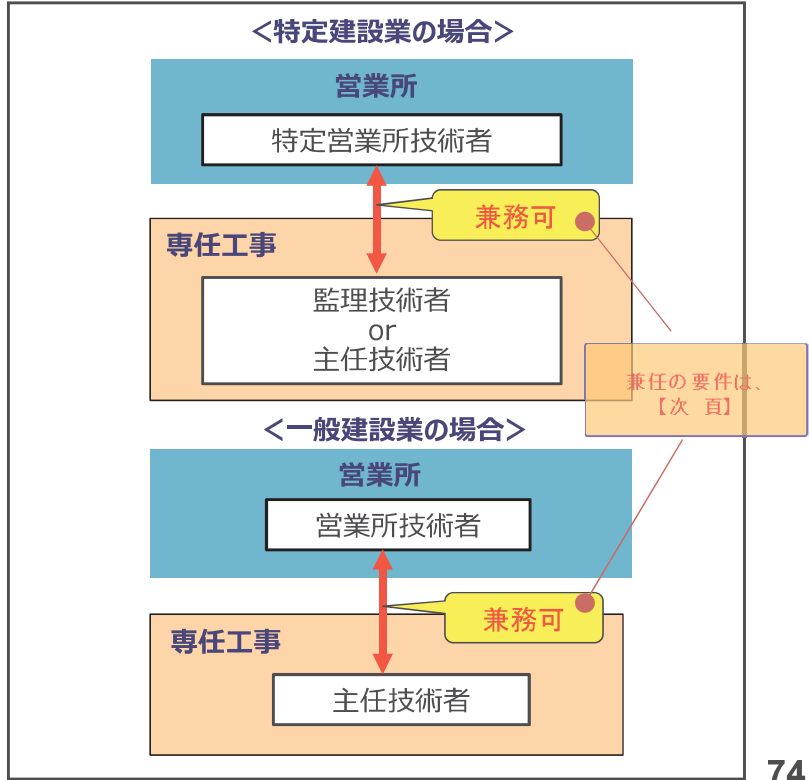 ＜特定建設業の場合＞
営業所
特定営業所技術者
兼務可
専任工事
監理技術者
or
主任技術者
兼任の要件は、
【次 頁】
＜一般建設業の場合＞
営業所
営業所技術者
兼務可
専任工事
主任技術者
74